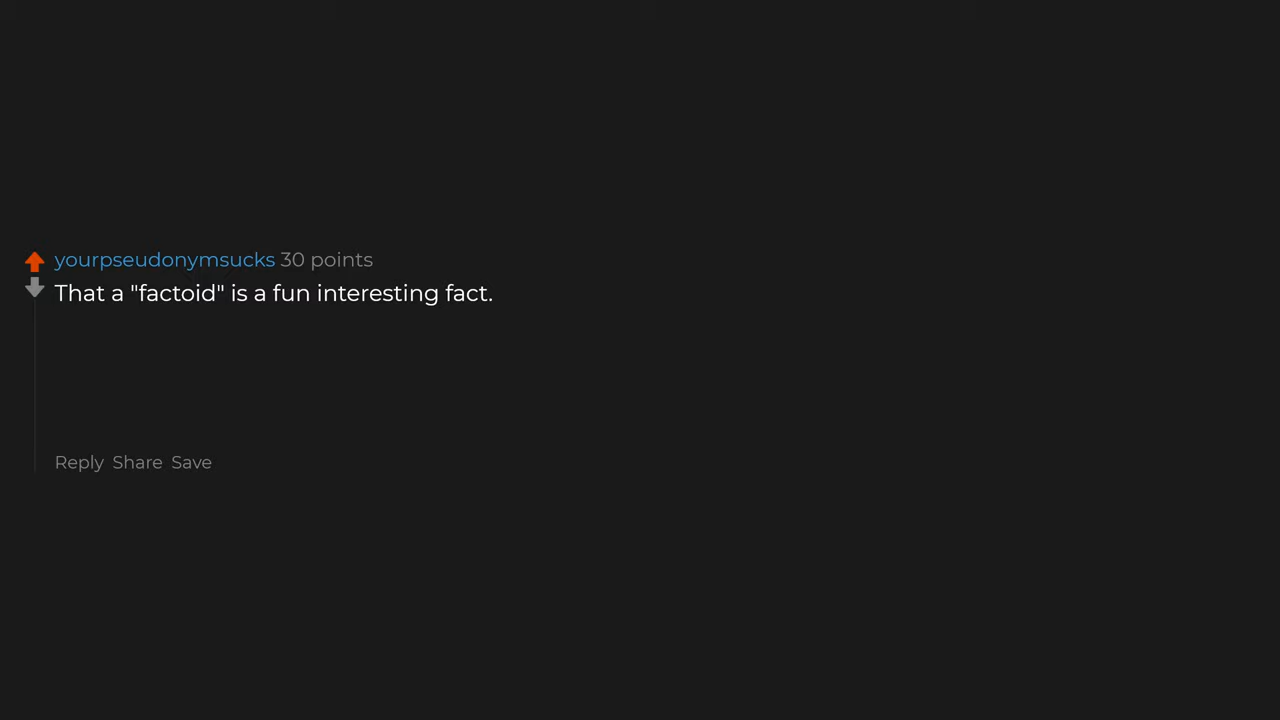 yourpseudonymsucks 30 points
That a "factoid" is a fun interesting fact.
Reply Share Save